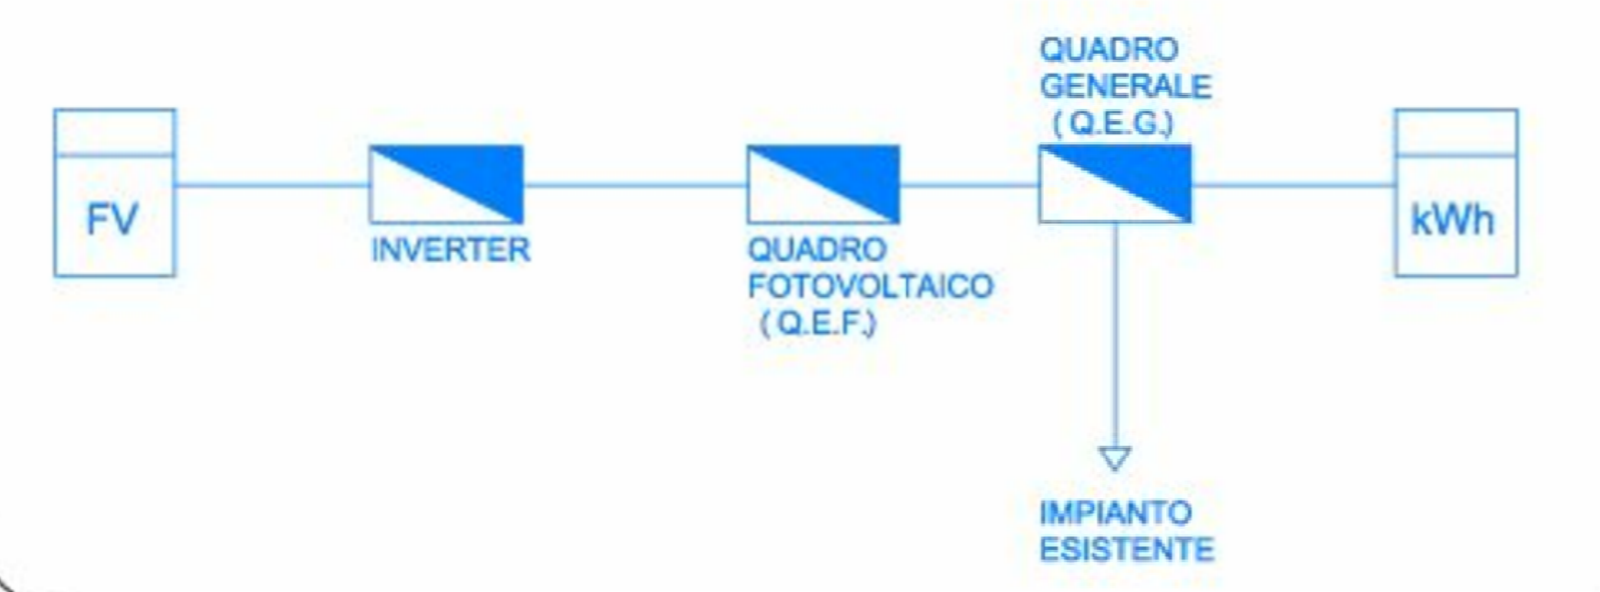 QUADRO
GENERALE
( Q.E.G.)
FV
kWh
INVERTER
QUADRO
FOTOVOLTAICO
( Q.E.F.)
IMPIANTO
ESISTENTE